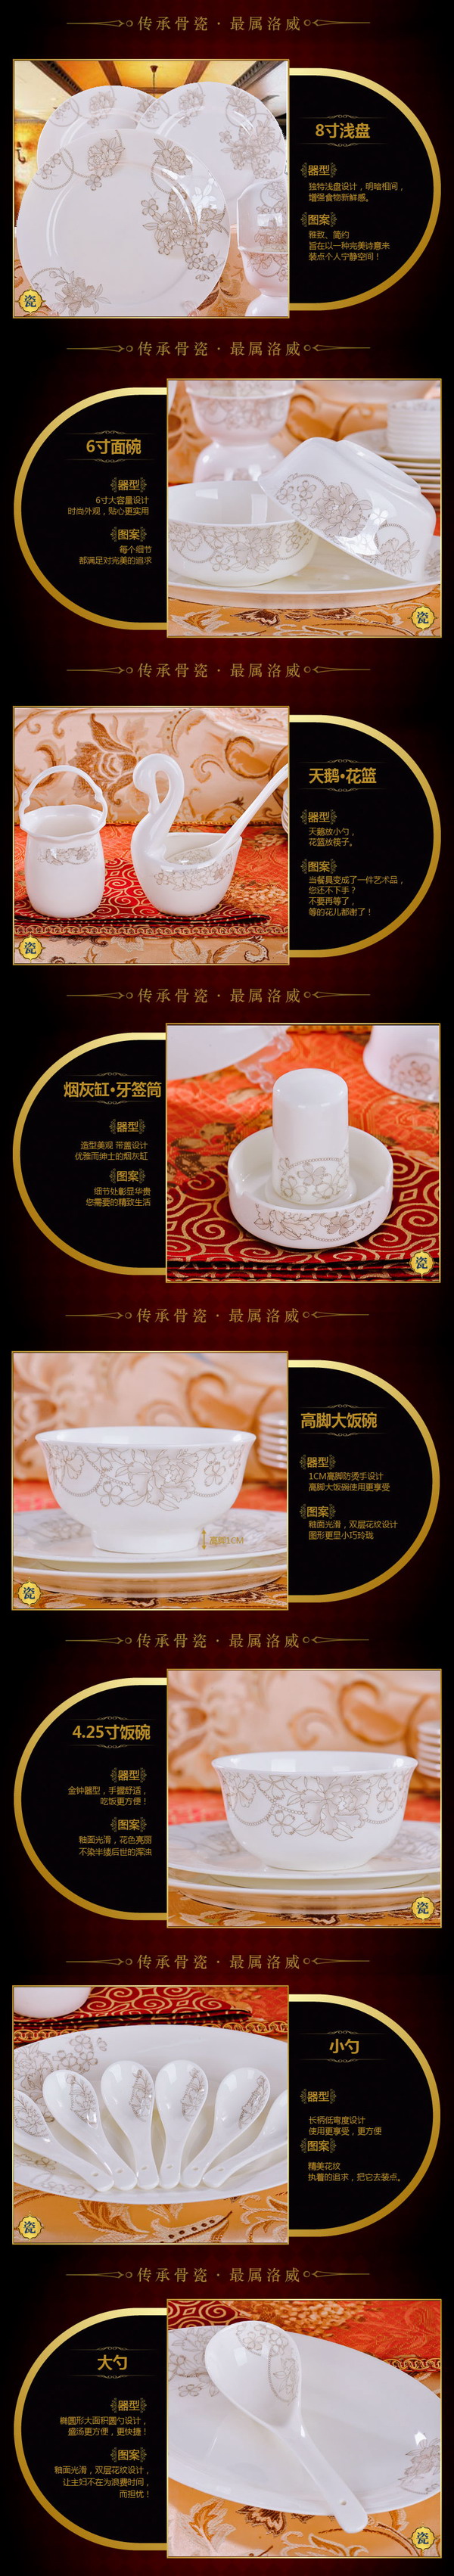 传承骨瓷 · 最属洛威
8寸浅盘
器型
独特浅盘设计，明暗相间，
增强食物新鲜感。
图案
雅致、简约
旨在以一种完美诗意来
装点个人宁静空间！
瓷
传承骨瓷 · 最属洛威
6寸面碗
器型
6寸大容量设计
时尚外观，贴心更实用
图案
每个细节
都满足对完美的追求
瓷
传承骨瓷 · 最属洛威
天鹅•花篮
器型
天鹅放小勺，
花篮放筷子。
图案
当餐具变成了一件艺术品，
您还不下手？
不要再等了，
等的花儿都谢了！
瓷
传承骨瓷 · 最属洛威
烟灰缸•牙签筒
器型
造型美观 带盖设计
优雅而绅士的烟灰缸
图案
细节处彰显华贵
您需要的精致生活
瓷
传承骨瓷 · 最属洛威
高脚大饭碗
器型
1CM高脚防烫手设计
高脚大饭碗使用更享受
图案
釉面光滑，双层花纹设计
图形更显小巧玲珑
高脚1CM
瓷
传承骨瓷 · 最属洛威
4.25寸饭碗
器型
金钟器型，手握舒适，
吃饭更方便！
图案
釉面光滑，花色亮丽
不染半缕后世的浑浊
瓷
传承骨瓷 · 最属洛威
小勺
器型
长柄低弯度设计
使用更享受，更方便
图案
精美花纹
执着的追求，把它去装点。
瓷
传承骨瓷 · 最属洛威
大勺
器型
椭圆形大面积圆勺设计，
盛汤更方便，更快捷！
图案
釉面光滑，双层花纹设计，
让主妇不在为浪费时间，
而担忧！
瓷